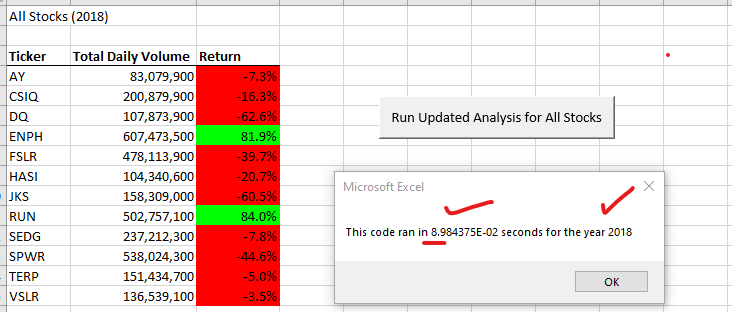 All Stocks (2018)
Ticker Total Daily Volume Return
AY 83,079,900 -7.3%
CSIQ 200,879,900 -16.3%
DQ 107,873,900 -62.6%
ENPH 607,473,500 81.9%
FSLR 478,113,900 -39.7%
HASI 104,340,600 -20.7%
JKS 158,309,000 -60.5%
RUN 502,757,100 84.0%
SEDG 237,212,300 -7.8%
SPWR 538,024,300 -44.6%
TERP 151,434,700 -5.0%
VSLR 136,539,100 -3.5%
Run Updated Analysis for All Stocks
Microsoft Excel
This code ran in 8.984375E-02 seconds for the year 2018
OK